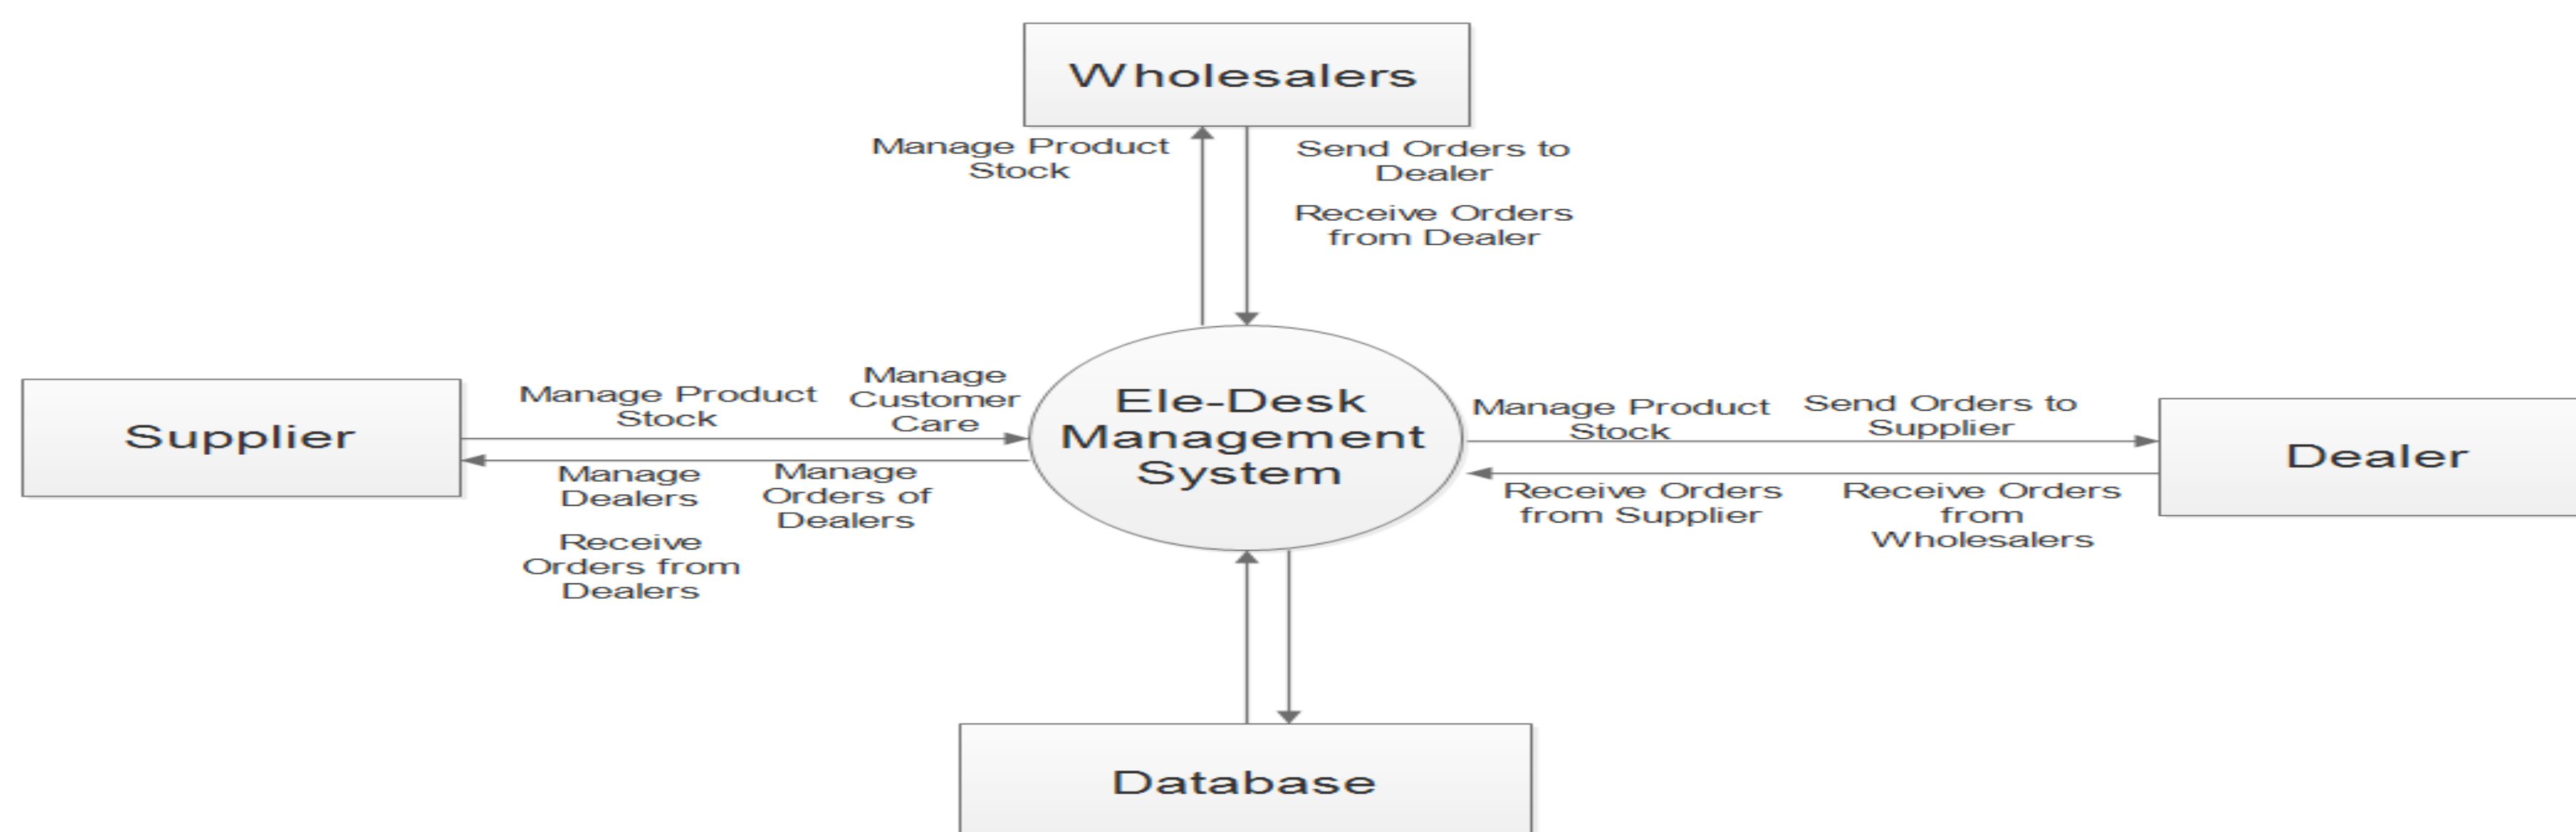 Wholesalers
Manage Product
Stock
Send Orders to
Dealer
Receive Orders
from Dealer
Supplier
Manage Product
Stock
Manage
Customer
Care
Manage
Dealers
Manage
Orders of
Dealers
Receive
Orders from
Dealers
Ele-Desk
Management
System
Manage Product
Stock
Send Orders to
Supplier
Receive Orders
from Supplier
Receive Orders
from
Wholesalers
Dealer
Database